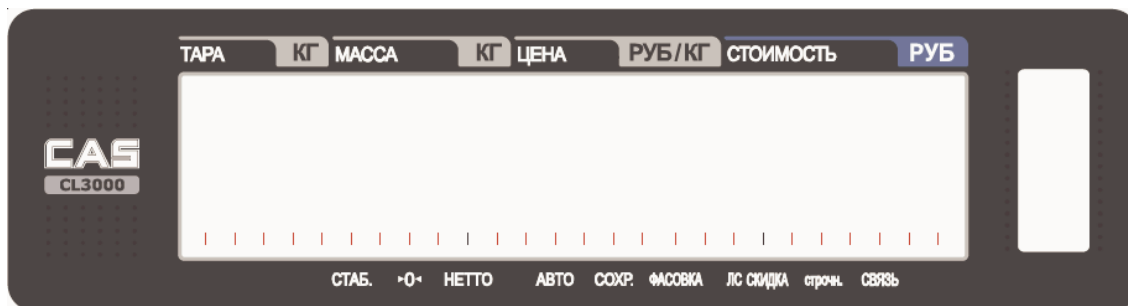 ТАРА КГ МАССА КГ ЦЕНА РУБ/КГ СТОИМОСТЬ РУБ
CAS
CL3000
СТАБ. ►0◄ НЕТТО АВТО СОХР. ФАСОВКА ЛС СКИДКА строчн. СВЯЗЬ